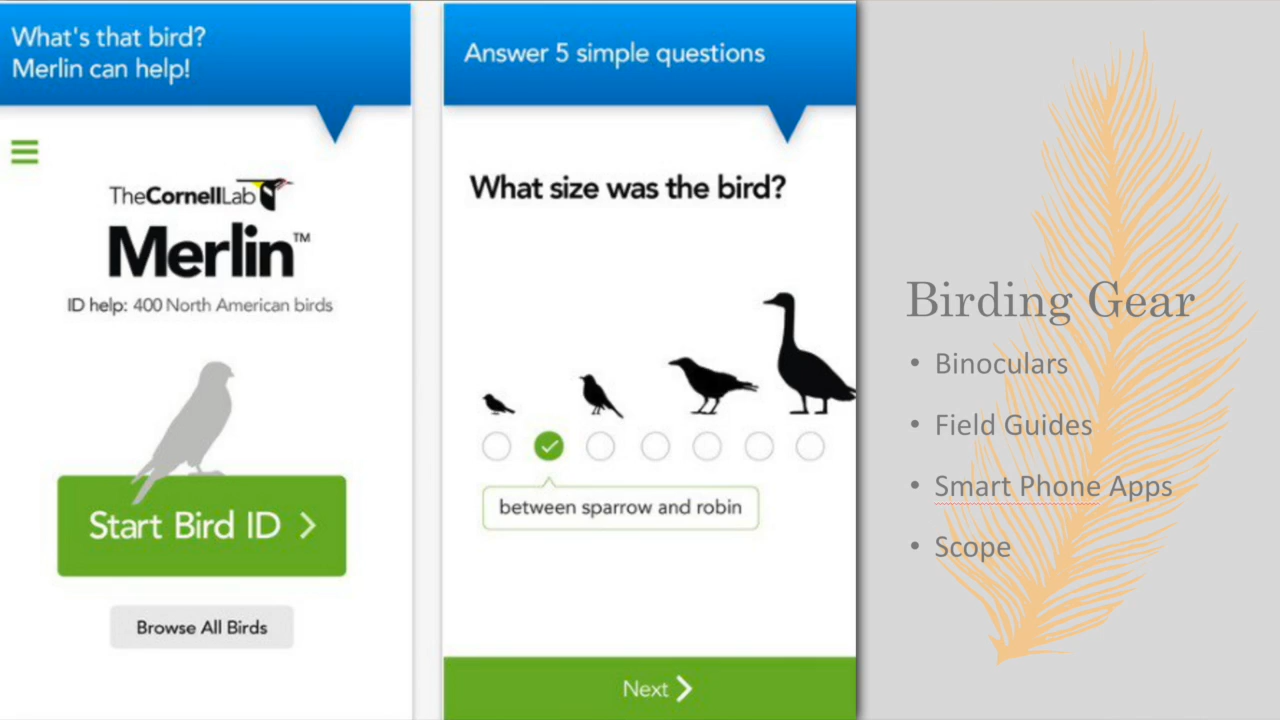 What's that bird?
Merlin can help!
TheCornellLab
Merlin™
ID help: 400 North American birds
Start Bird ID
Browse All Birds
Answer 5 simple questions
What size was the bird?
between sparrow and robin
Next
Birding Gear
• Binoculars
• Field Guides
• Smart Phone Apps
• Scope